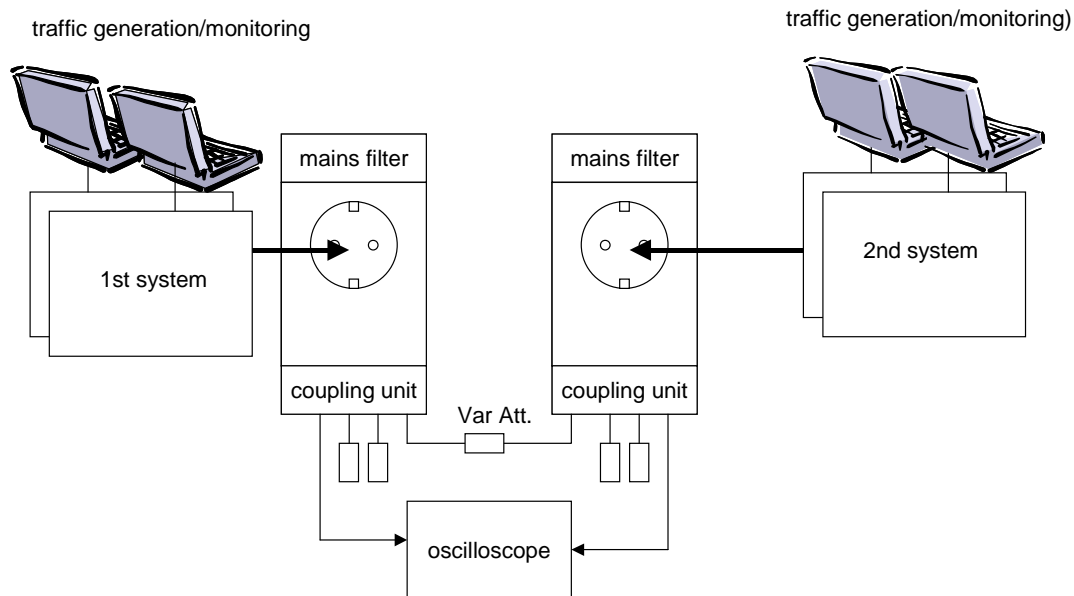 traffic generation/monitoring
traffic generation/monitoring)
mains filter
mains filter
1st system
2nd system
coupling unit
coupling unit
Var Att.
oscilloscope